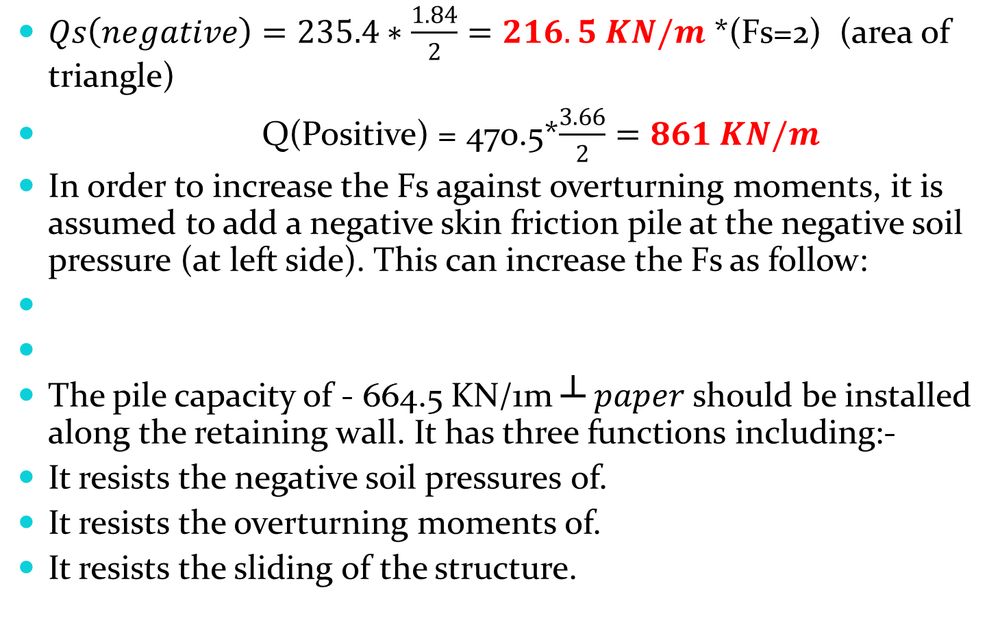 • Qs(negative) = 235.4 * 1.84/2 = 216.5 KN/m *(Fs=2) (area of
triangle)
• Q(Positive) = 470.5*3.66/2 = 861 KN/m
• In order to increase the Fs against overturning moments, it is
assumed to add a negative skin friction pile at the negative soil
pressure (at left side). This can increase the Fs as follow:
•
•
• The pile capacity of - 664.5 KN/1m ┴ paper should be installed
along the retaining wall. It has three functions including:-
• It resists the negative soil pressures of.
• It resists the overturning moments of.
• It resists the sliding of the structure.